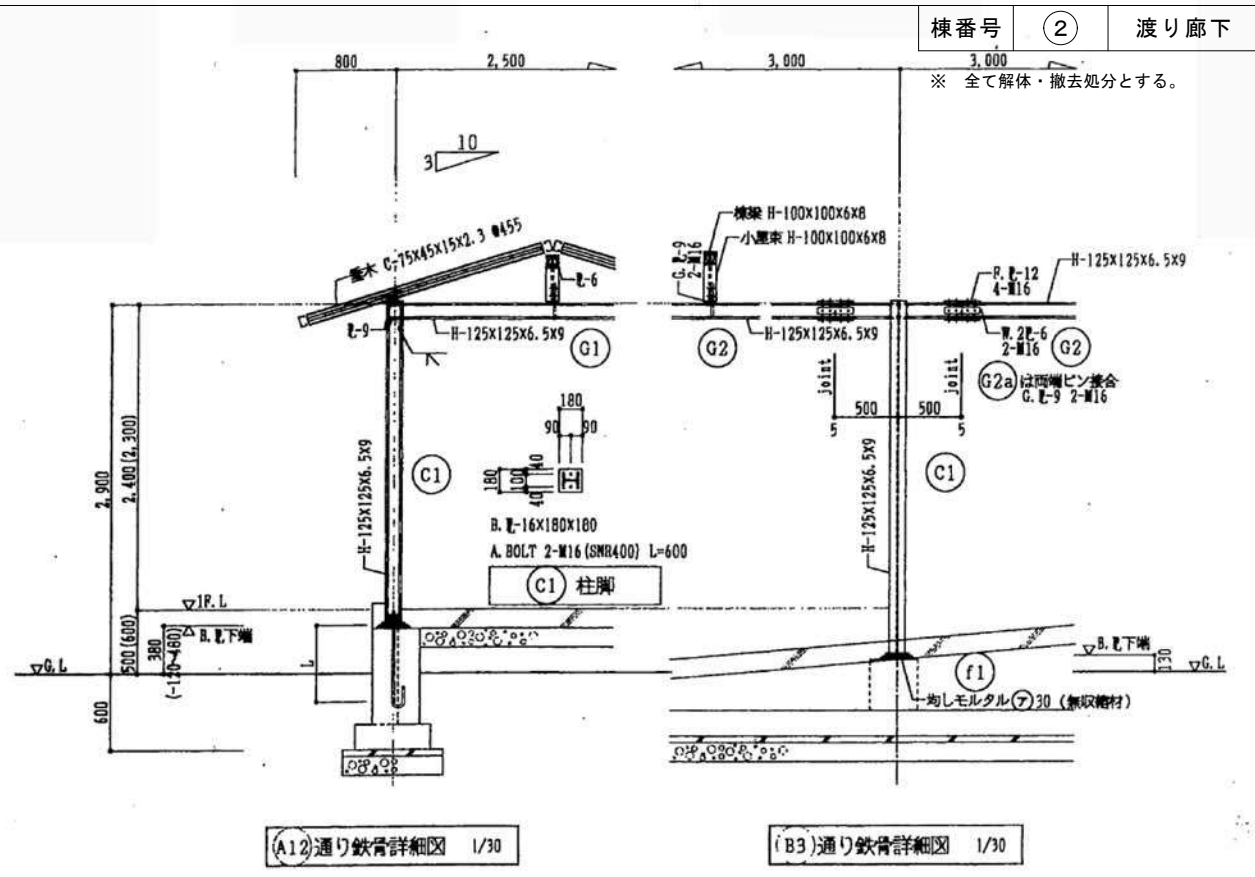 棟番号 ② 渡り廊下
※ 全て解体・撤去処分とする。
800 2,500 3,000 3,000
10
3
垂木 C-75X45X15X2.3 @455
棟梁 H-100X100X6X8
小屋束 H-100X100X6X8
G.PL-9
2-M16
PL-6
F.PL-12
4-M16
H-125X125X6.5X9
PL-9
H-125X125X6.5X9
G1
G2
H-125X125X6.5X9
W.2PL-6
2-M16
G2
G2a は両端ピン接合
G.PL-9 2-M16
joint
joint
500 500
5 5
180
90 90
180
40
100
40
2,900
2,400(2,300)
H-125X125X6.5X9
C1
H-125X125X6.5X9
C1
B.PL-16X180X180
A.BOLT 2-M16(SNR400) L=600
C1 柱脚
▽1F.L
B.PL下端
500(600)
380
(-120~480)
L
▽G.L
600
▽B.PL下端
130
▽G.L
f1
均しモルタル ㋐ 30 (無収縮材)
A12 通り鉄骨詳細図 1/30
B3 通り鉄骨詳細図 1/30